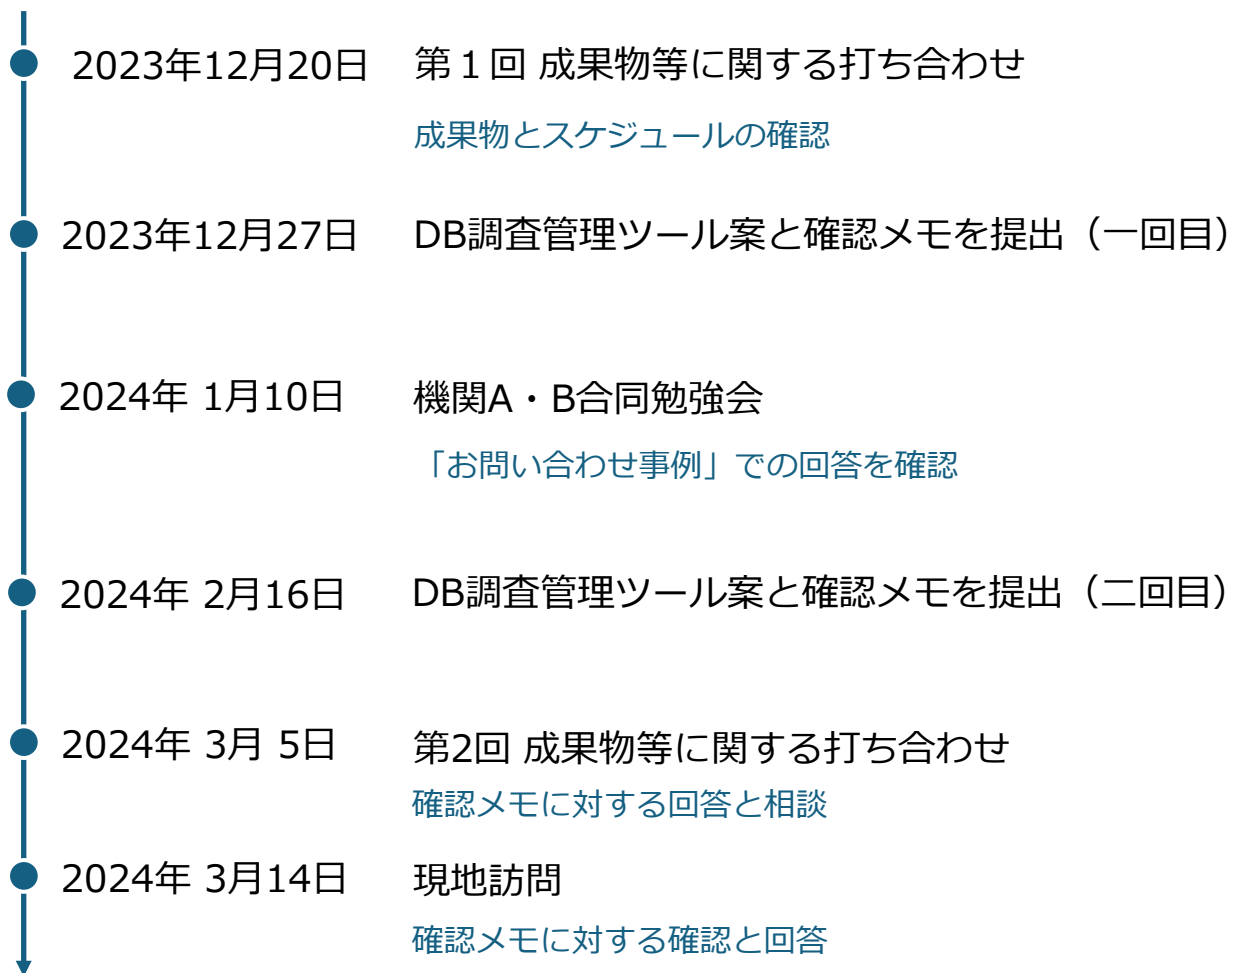 2023年12月20日 第１回 成果物等に関する打ち合わせ
成果物とスケジュールの確認
2023年12月27日 DB調査管理ツール案と確認メモを提出（一回目）
2024年 1月10日 機関A・B合同勉強会
「お問い合わせ事例」での回答を確認
2024年 2月16日 DB調査管理ツール案と確認メモを提出（二回目）
2024年 3月 5日 第2回 成果物等に関する打ち合わせ
確認メモに対する回答と相談
2024年 3月14日 現地訪問
確認メモに対する確認と回答